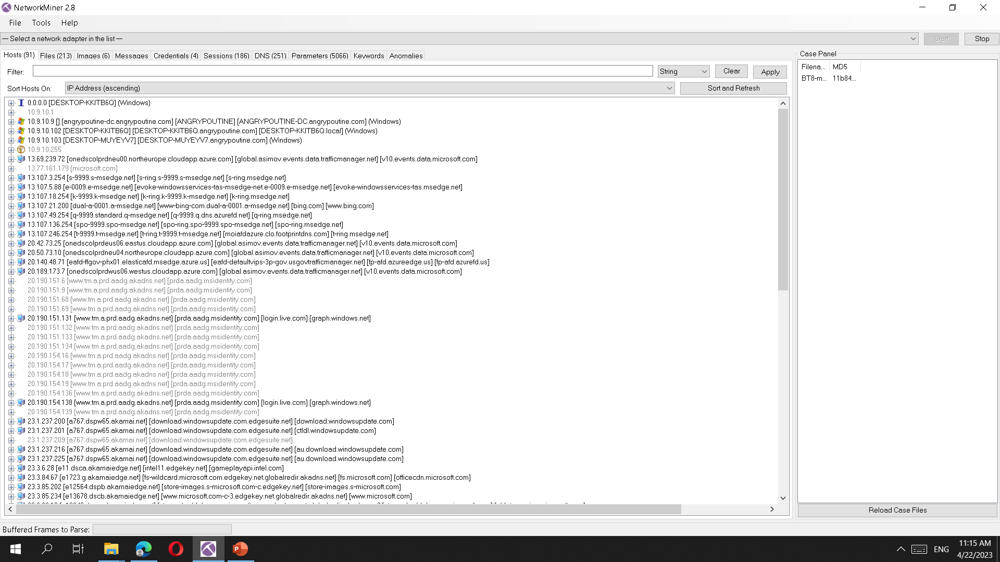 NetworkMiner 2.8
File Tools Help
— Select a network adapter in the list —
Start Stop
Hosts (91) Files (213) Images (6) Messages Credentials (4) Sessions (186) DNS (251) Parameters (5066) Keywords Anomalies
Case Panel
Filter: String Clear Apply
Filena... MD5
BT8-m... 11b84...
Sort Hosts On: IP Address (ascending) Sort and Refresh
0.0.0.0 [DESKTOP-KKITB6Q] (Windows)
10.9.10.1
10.9.10.9 [] [angrypoutine-dc.angrypoutine.com] [ANGRYPOUTINE] [ANGRYPOUTINE-DC.angrypoutine.com] (Windows)
10.9.10.102 [DESKTOP-KKITB6Q] [DESKTOP-KKITB6Q.angrypoutine.com] [DESKTOP-KKITB6Q.local] (Windows)
10.9.10.103 [DESKTOP-MUYEYV7] [DESKTOP-MUYEYV7.angrypoutine.com] (Windows)
10.9.10.255
13.69.239.72 [onedscolprdneu00.northeurope.cloudapp.azure.com] [global.asimov.events.data.trafficmanager.net] [v10.events.data.microsoft.com]
13.77.161.179 [microsoft.com]
13.107.3.254 [s-9999.s-msedge.net] [s-ring.s-9999.s-msedge.net] [s-ring.msedge.net]
13.107.5.88 [e-0009.e-msedge.net] [evoke-windowsservices-tas-msedge-net.e-0009.e-msedge.net] [evoke-windowsservices-tas.msedge.net]
13.107.18.254 [k-9999.k-msedge.net] [k-ring.k-9999.k-msedge.net] [k-ring.msedge.net]
13.107.21.200 [dual-a-0001.a-msedge.net] [www-bing-com.dual-a-0001.a-msedge.net] [bing.com] [www.bing.com]
13.107.49.254 [q-9999.standard.q-msedge.net] [q-9999.q.dns.azurefd.net] [q-ring.msedge.net]
13.107.136.254 [spo-9999.spo-msedge.net] [spo-ring.spo-9999.spo-msedge.net] [spo-ring.msedge.net]
13.107.246.254 [t-9999.t-msedge.net] [t-ring.t-9999.t-msedge.net] [moiafdazure.clo.footprintdns.com] [t-ring.msedge.net]
20.42.73.25 [onedscolprdeus06.eastus.cloudapp.azure.com] [global.asimov.events.data.trafficmanager.net] [v10.events.data.microsoft.com]
20.50.73.10 [onedscolprdneu04.northeurope.cloudapp.azure.com] [global.asimov.events.data.trafficmanager.net] [v10.events.data.microsoft.com]
20.140.48.71 [eafd-ffgov-phx01.elasticafd.msedge.azure.us] [eafd-defaultvips-3p-gov.usgovtrafficmanager.net] [fp-afd.azureedge.us] [fp-afd.azurefd.us]
20.189.173.7 [onedscolprdwus06.westus.cloudapp.azure.com] [global.asimov.events.data.trafficmanager.net] [v10.events.data.microsoft.com]
20.190.151.6 [www.tm.a.prd.aadg.akadns.net] [prda.aadg.msidentity.com]
20.190.151.9 [www.tm.a.prd.aadg.akadns.net] [prda.aadg.msidentity.com]
20.190.151.68 [www.tm.a.prd.aadg.akadns.net] [prda.aadg.msidentity.com]
20.190.151.69 [www.tm.a.prd.aadg.akadns.net] [prda.aadg.msidentity.com]
20.190.151.131 [www.tm.a.prd.aadg.akadns.net] [prda.aadg.msidentity.com] [login.live.com] [graph.windows.net]
20.190.151.132 [www.tm.a.prd.aadg.akadns.net] [prda.aadg.msidentity.com]
20.190.151.133 [www.tm.a.prd.aadg.akadns.net] [prda.aadg.msidentity.com]
20.190.151.134 [www.tm.a.prd.aadg.akadns.net] [prda.aadg.msidentity.com]
20.190.154.16 [www.tm.a.prd.aadg.akadns.net] [prda.aadg.msidentity.com]
20.190.154.17 [www.tm.a.prd.aadg.akadns.net] [prda.aadg.msidentity.com]
20.190.154.18 [www.tm.a.prd.aadg.akadns.net] [prda.aadg.msidentity.com]
20.190.154.19 [www.tm.a.prd.aadg.akadns.net] [prda.aadg.msidentity.com]
20.190.154.136 [www.tm.a.prd.aadg.akadns.net] [prda.aadg.msidentity.com]
20.190.154.138 [www.tm.a.prd.aadg.akadns.net] [prda.aadg.msidentity.com] [login.live.com] [graph.windows.net]
20.190.154.139 [www.tm.a.prd.aadg.akadns.net] [prda.aadg.msidentity.com]
23.1.237.200 [a767.dspw65.akamai.net] [download.windowsupdate.com.edgesuite.net] [download.windowsupdate.com]
23.1.237.201 [a767.dspw65.akamai.net] [download.windowsupdate.com.edgesuite.net] [ctldl.windowsupdate.com]
23.1.237.209 [a767.dspw65.akamai.net] [download.windowsupdate.com.edgesuite.net]
23.1.237.216 [a767.dspw65.akamai.net] [download.windowsupdate.com.edgesuite.net] [au.download.windowsupdate.com]
23.1.237.225 [a767.dspw65.akamai.net] [download.windowsupdate.com.edgesuite.net] [au.download.windowsupdate.com]
23.3.6.28 [e11.dsca.akamaiedge.net] [intel11.edgekey.net] [gameplayapi.intel.com]
23.3.84.67 [e1723.g.akamaiedge.net] [fs-wildcard.microsoft.com.edgekey.net.globalredir.akadns.net] [fs.microsoft.com] [officecdn.microsoft.com]
23.3.85.202 [e12564.dspb.akamaiedge.net] [store-images.s-microsoft.com-c.edgekey.net] [store-images.s-microsoft.com]
23.3.85.234 [e13678.dscb.akamaiedge.net] [www.microsoft.com-c-3.edgekey.net.globalredir.akadns.net] [www.microsoft.com]
Reload Case Files
Buffered Frames to Parse:
ENG
11:15 AM
4/22/2023